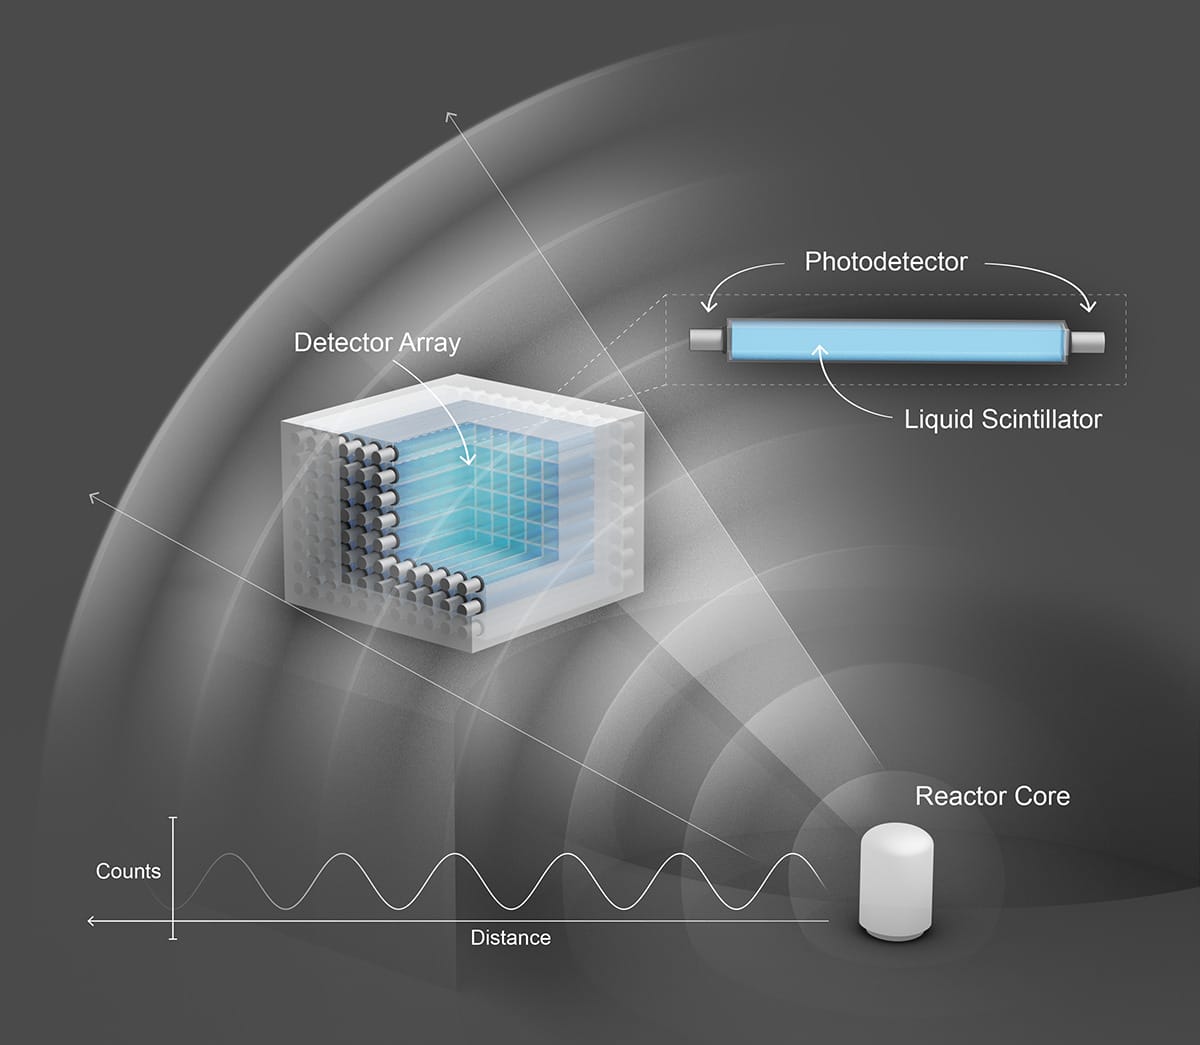 Photodetector
Detector Array
Liquid Scintillator
Reactor Core
Counts
Distance